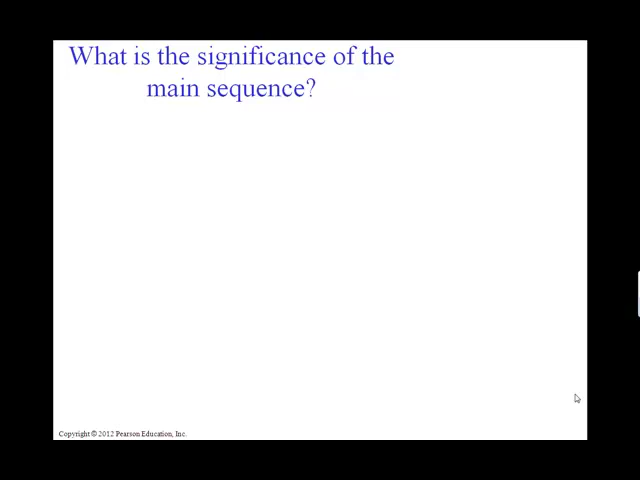 What is the significance of the
main sequence?
Copyright © 2012 Pearson Education, Inc.